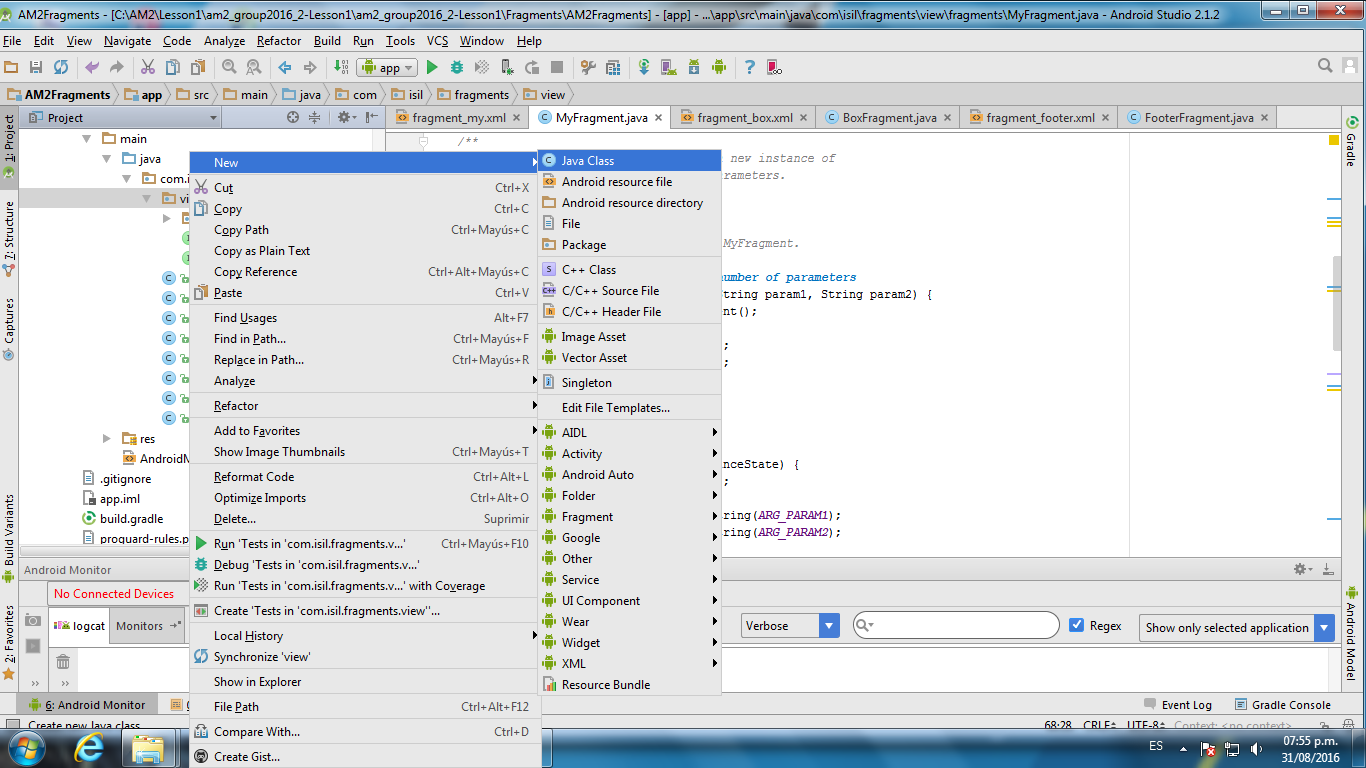 AM2Fragments - [C:\AM2\Lesson1\am2_group2016_2-Lesson1\am2_group2016_2-Lesson1\Fragments\AM2Fragments] - [app] - ...\app\src\main\java\com\isil\fragments\view\fragments\MyFragment.java - Android Studio 2.1.2
File Edit View Navigate Code Analyze Refactor Build Run Tools VCS Window Help
app
AM2Fragments app src main java com isil fragments view
Project
fragment_my.xml MyFragment.java fragment_box.xml BoxFragment.java fragment_footer.xml FooterFragment.java
1: Project
7: Structure
Captures
Build Variants
2: Favorites
main
java
com.i
vi
res
AndroidM
.gitignore
app.iml
build.gradle
proguard-rules.p
New
Cut Ctrl+X
Copy Ctrl+C
Copy Path Ctrl+Mayús+C
Copy as Plain Text
Copy Reference Ctrl+Alt+Mayús+C
Paste Ctrl+V
Find Usages Alt+F7
Find in Path... Ctrl+Mayús+F
Replace in Path... Ctrl+Mayús+R
Analyze
Refactor
Add to Favorites
Show Image Thumbnails Ctrl+Mayús+T
Reformat Code Ctrl+Alt+L
Optimize Imports Ctrl+Alt+O
Delete... Suprimir
Run 'Tests in 'com.isil.fragments.v...' Ctrl+Mayús+F10
Debug 'Tests in 'com.isil.fragments.v...'
Run 'Tests in 'com.isil.fragments.v...' with Coverage
Create 'Tests in 'com.isil.fragments.view''...
Local History
Synchronize 'view'
Show in Explorer
File Path Ctrl+Alt+F12
Compare With... Ctrl+D
Create Gist...
Java Class
Android resource file
Android resource directory
File
Package
C++ Class
C/C++ Source File
C/C++ Header File
Image Asset
Vector Asset
Singleton
Edit File Templates...
AIDL
Activity
Android Auto
Folder
Fragment
Google
Other
Service
UI Component
Wear
Widget
XML
Resource Bundle
/**
new instance of
rameters.
MyFragment.
number of parameters
tring param1, String param2) {
nt();
;
;
nceState) {
;
ring(ARG_PARAM1);
ring(ARG_PARAM2);
Gradle
Android Model
Android Monitor
No Connected Devices
logcat Monitors
Verbose Regex Show only selected application
6: Android Monitor Event Log Gradle Console
Create new Java class 68:28 CRLF UTF-8 Context: <no context>
ES 07:55 p.m.
31/08/2016